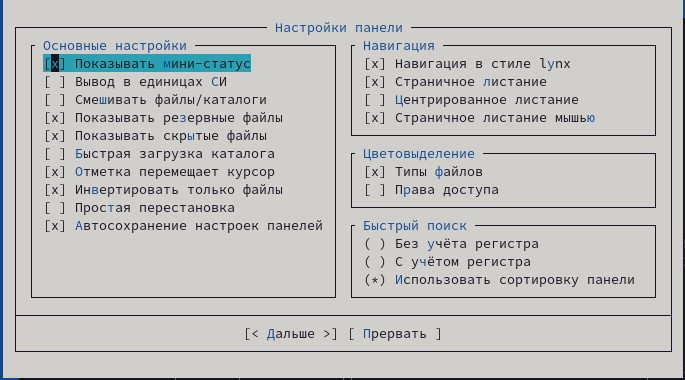 Настройки панели
Основные настройки
[x] Показывать мини-статус
[ ] Вывод в единицах СИ
[ ] Смешивать файлы/каталоги
[x] Показывать резервные файлы
[x] Показывать скрытые файлы
[ ] Быстрая загрузка каталога
[x] Отметка перемещает курсор
[x] Инвертировать только файлы
[ ] Простая перестановка
[x] Автосохранение настроек панелей
Навигация
[x] Навигация в стиле lynx
[x] Страничное листание
[ ] Центрированное листание
[x] Страничное листание мышью
Цветовыделение
[x] Типы файлов
[ ] Права доступа
Быстрый поиск
( ) Без учёта регистра
( ) С учётом регистра
(*) Использовать сортировку панели
[< Дальше >] [ Прервать ]